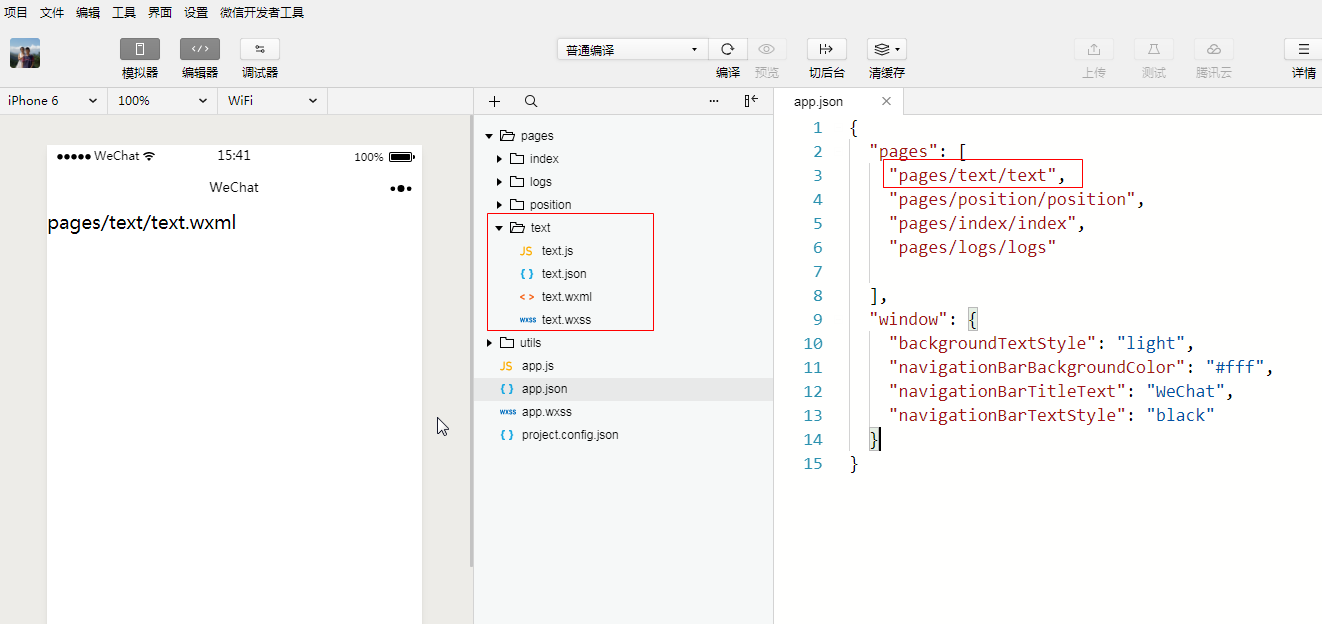 项目 文件 编辑 工具 界面 设置 微信开发者工具
模拟器 编辑器 调试器
普通编译
编译 预览 切后台 清缓存 上传 测试 腾讯云 详情
iPhone 6 100% WiFi
WeChat 15:41 100%
WeChat
pages/text/text.wxml
pages
index
logs
position
text
JS text.js
{ } text.json
< > text.wxml
wxss text.wxss
utils
JS app.js
{ } app.json
wxss app.wxss
{ } project.config.json
app.json
1 {
2 "pages": [
3 "pages/text/text",
4 "pages/position/position",
5 "pages/index/index",
6 "pages/logs/logs"
7
8 ],
9 "window": {
10 "backgroundTextStyle": "light",
11 "navigationBarBackgroundColor": "#fff",
12 "navigationBarTitleText": "WeChat",
13 "navigationBarTextStyle": "black"
14 }
15 }